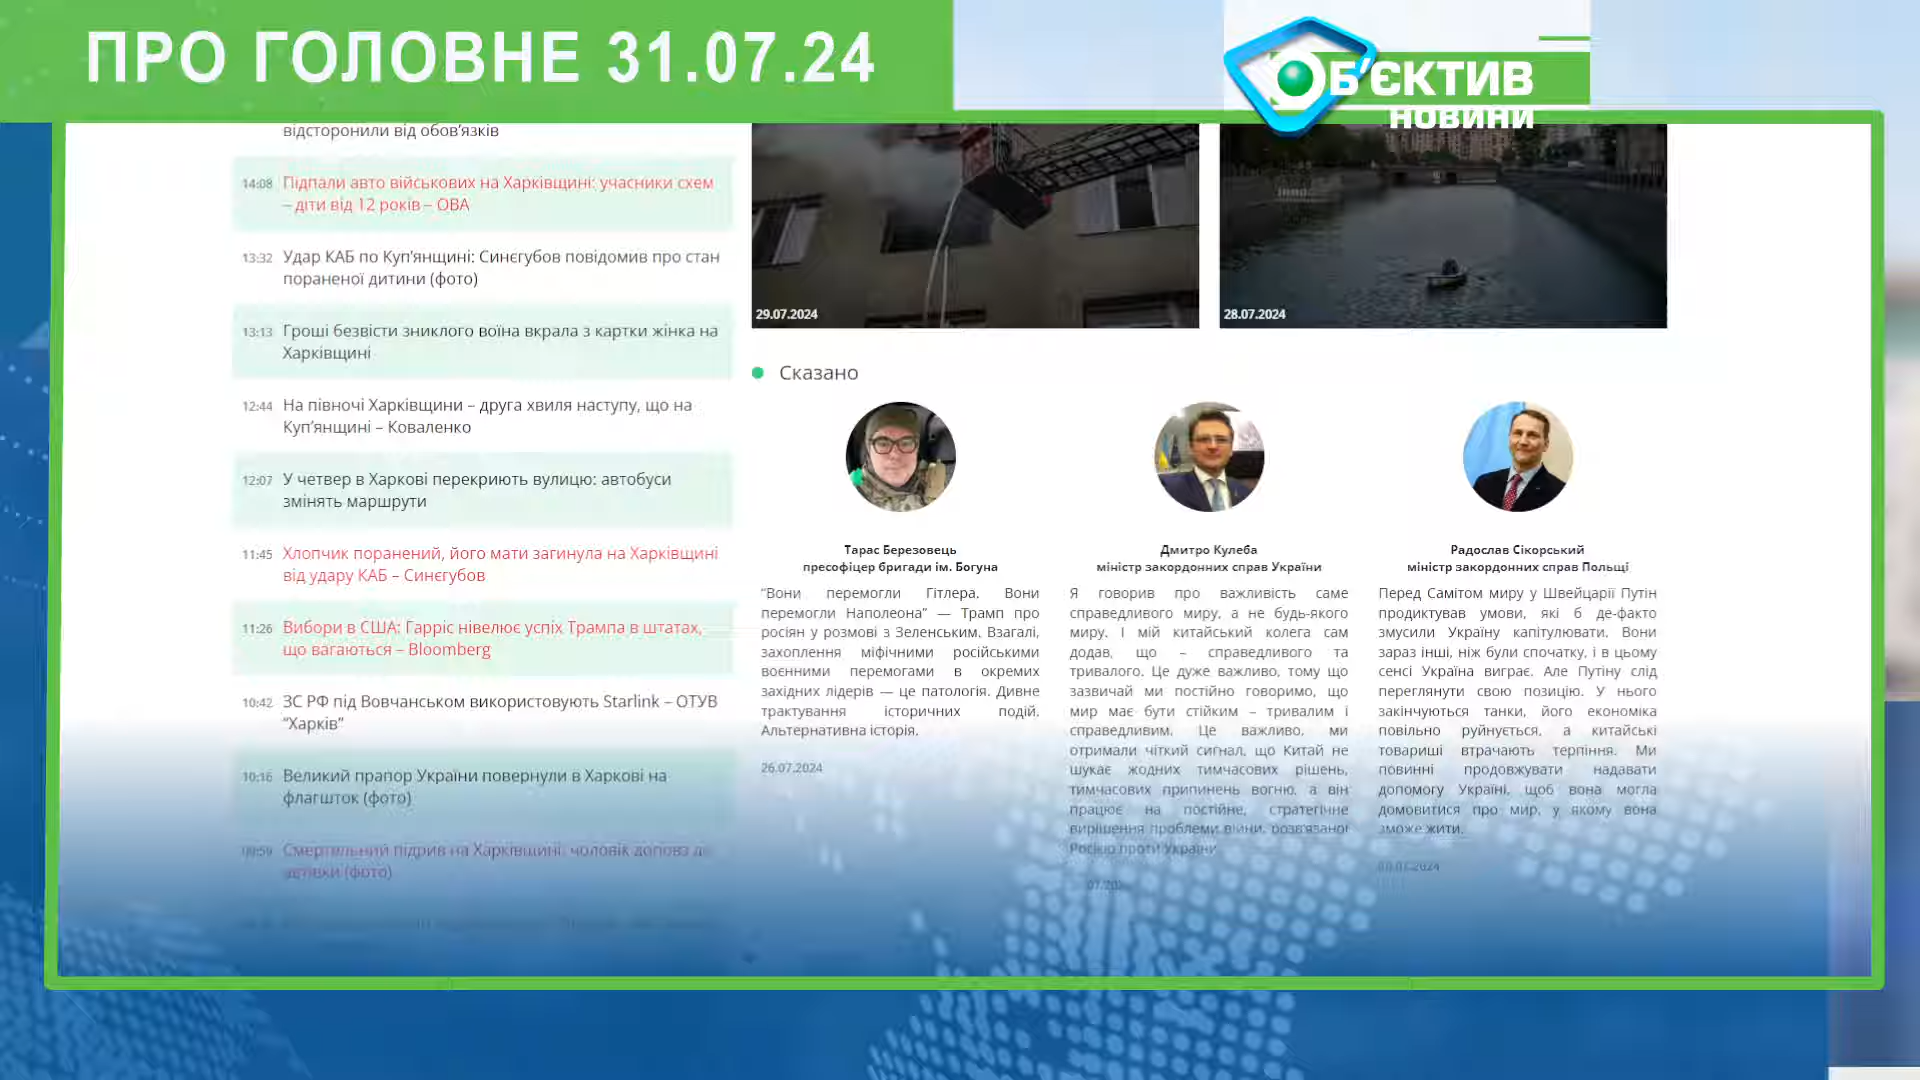 ПРО ГОЛОВНЕ 31.07.24
ОБ'ЄКТИВ
НОВИНИ
відсторонили від обов'язків
14:08 Підпали авто військових на Харківщині: учасники схем
– діти від 12 років – ОВА
13:32 Удар КАБ по Куп'янщині: Синєгубов повідомив про стан
пораненої дитини (фото)
13:13 Гроші безвісти зниклого воїна вкрала з картки жінка на
Харківщині
12:44 На півночі Харківщини – друга хвиля наступу, що на
Куп'янщині – Коваленко
12:07 У четвер в Харкові перекриють вулицю: автобуси
змінять маршрути
11:45 Хлопчик поранений, його мати загинула на Харківщині
від удару КАБ – Синєгубов
11:26 Вибори в США: Гарріс нівелює успіх Трампа в штатах,
що вагаються – Bloomberg
10:42 ЗС РФ під Вовчанськом використовують Starlink – ОТУВ
"Харків"
10:16 Великий прапор України повернули в Харкові на
флагшток (фото)
09:59 Смертельний підрив на Харківщині: чоловік доповз до
автівки (фото)
29.07.2024
28.07.2024
Сказано
Тарас Березовець
пресофіцер бригади ім. Богуна
"Вони перемогли Гітлера. Вони
перемогли Наполеона" — Трамп про
росіян у розмові з Зеленським. Взагалі,
захоплення міфічними російськими
воєнними перемогами в окремих
західних лідерів — це патологія. Дивне
трактування історичних подій.
Альтернативна історія.
26.07.2024
Дмитро Кулеба
міністр закордонних справ України
Я говорив про важливість саме
справедливого миру, а не будь-якого
миру. І мій китайський колега сам
додав, що – справедливого та
тривалого. Це дуже важливо, тому що
зазвичай ми постійно говоримо, що
мир має бути стійким – тривалим і
справедливим. Це важливо, ми
отримали чіткий сигнал, що Китай не
шукає жодних тимчасових рішень,
тимчасових припинень вогню, а він
працює на постійне, стратегічне
вирішення проблеми війни, розв'язаної
Росією проти України
Радослав Сікорський
міністр закордонних справ Польщі
Перед Самітом миру у Швейцарії Путін
продиктував умови, які б де-факто
змусили Україну капітулювати. Вони
зараз інші, ніж були спочатку, і в цьому
сенсі Україна виграє. Але Путіну слід
переглянути свою позицію. У нього
закінчуються танки, його економіка
повільно руйнується, а китайські
товариші втрачають терпіння. Ми
повинні продовжувати надавати
допомогу Україні, щоб вона могла
домовитися про мир, у якому вона
зможе жити.